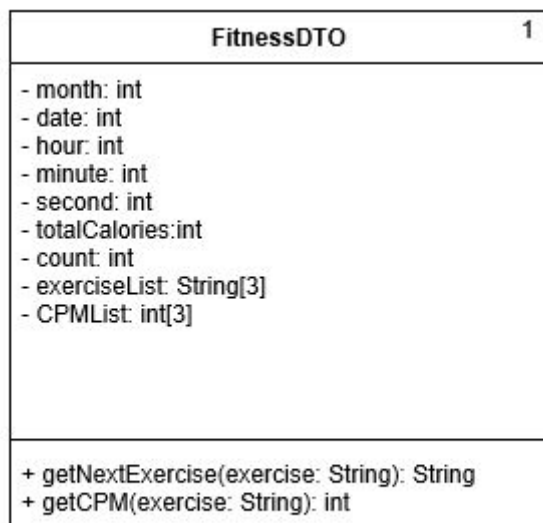 FitnessDTO 1
- month: int
- date: int
- hour: int
- minute: int
- second: int
- totalCalories:int
- count: int
- exerciseList: String[3]
- CPMList: int[3]
+ getNextExercise(exercise: String): String
+ getCPM(exercise: String): int